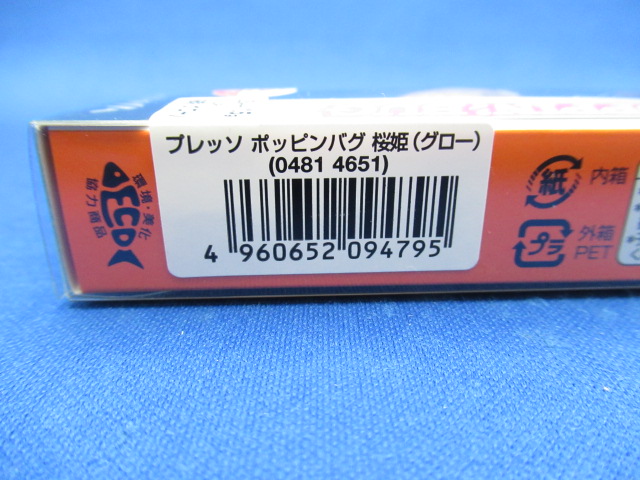 プレッソ ポッピンバグ 桜姫(グロー)
(0481 4651)
4 960652 094795
環境・美化
ECO
協力商品
紙
内箱
プラ
外箱
PET